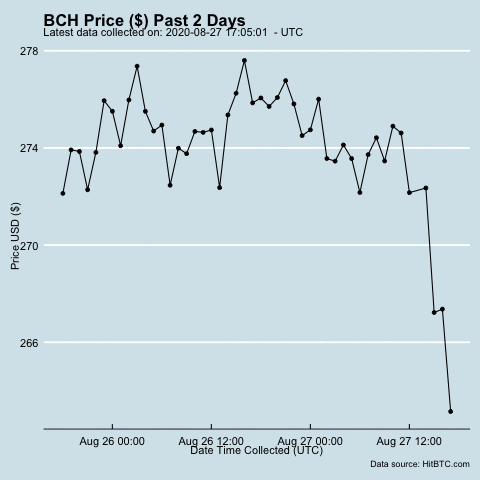 BCH Price ($) Past 2 Days
Latest data collected on: 2020-08-27 17:05:01 - UTC
278
274
270
266
Price USD ($)
Aug 26 00:00 Aug 26 12:00 Aug 27 00:00 Aug 27 12:00
Date Time Collected (UTC)
Data source: HitBTC.com